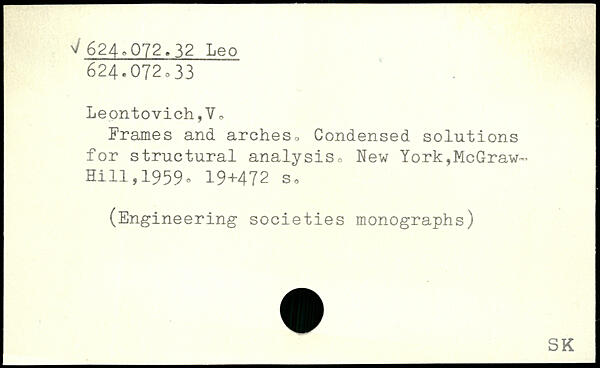 √ 624.072.32 Leo
624.072.33
Leontovich,V.
Frames and arches. Condensed solutions
for structural analysis. New York,McGraw-
Hill,1959. 19+472 s.
(Engineering societies monographs)
SK